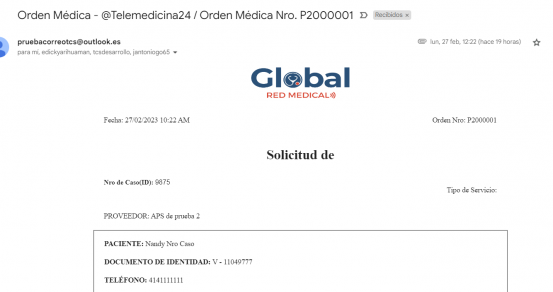 Orden Médica - @Telemedicina24 / Orden Médica Nro. P2000001 Recibidos x
pruebacorreotcs@outlook.es
lun, 27 feb, 12:22 (hace 19 horas)
para mi, edickyarihuaman, tcsdesarrollo, jantoniogo65
Global
RED MEDICAL
Fecha: 27/02/2023 10:22 AM
Orden Nro: P2000001
Solicitud de
Nro de Caso(ID): 9875
Tipo de Servicio:
PROVEEDOR: APS de prueba 2
PACIENTE: Naudy Nro Caso
DOCUMENTO DE IDENTIDAD: V - 11049777
TELÉFONO: 4141111111